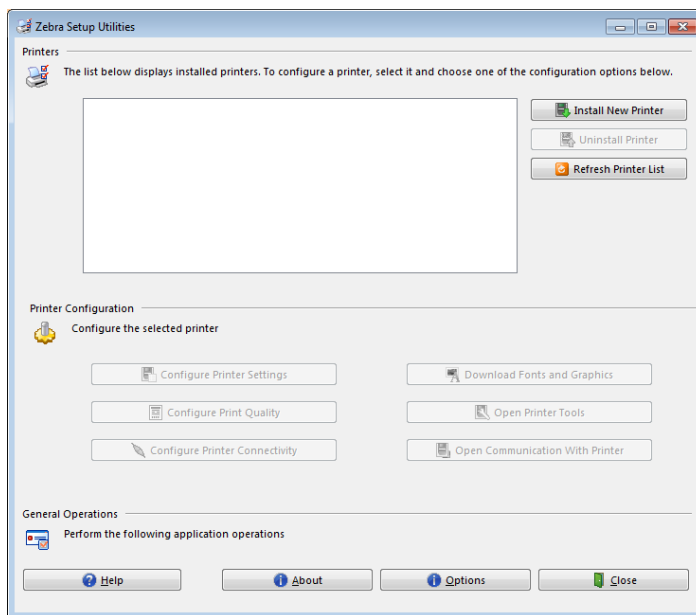 Zebra Setup Utilities
Printers
The list below displays installed printers. To configure a printer, select it and choose one of the configuration options below.
Install New Printer
Uninstall Printer
Refresh Printer List
Printer Configuration
Configure the selected printer
Configure Printer Settings
Download Fonts and Graphics
Configure Print Quality
Open Printer Tools
Configure Printer Connectivity
Open Communication With Printer
General Operations
Perform the following application operations
Help
About
Options
Close